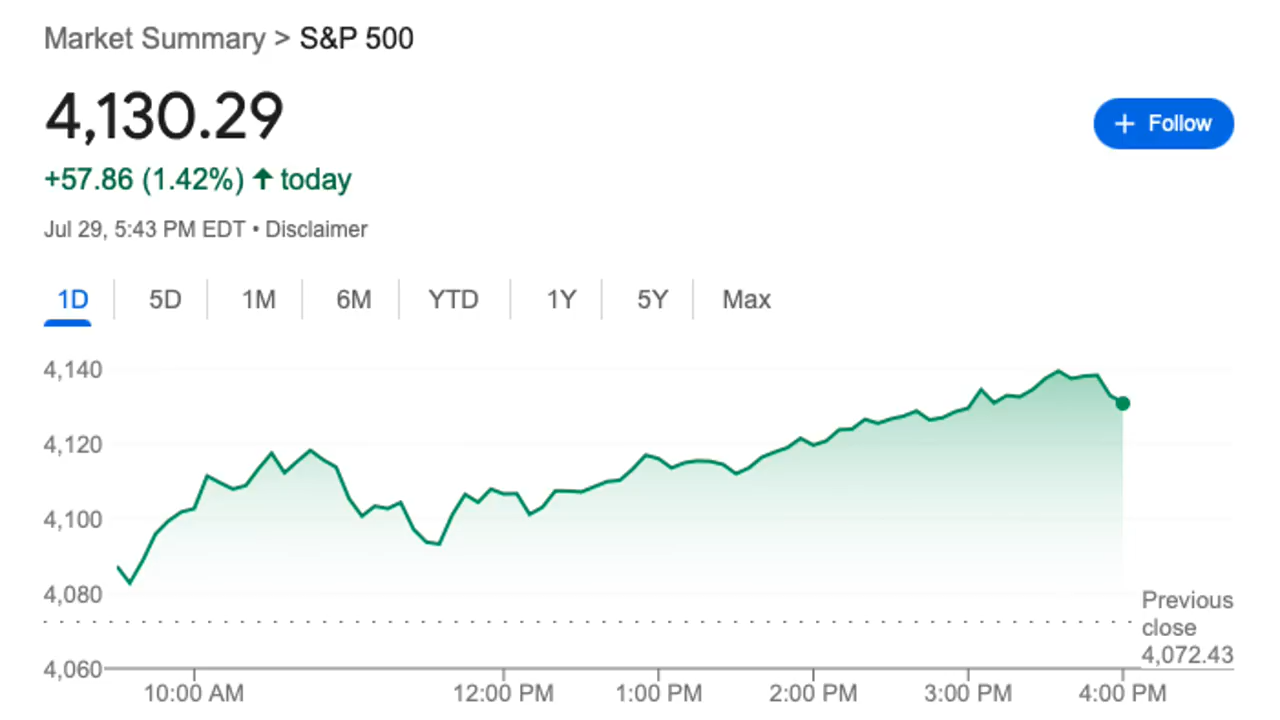 Market Summary > S&P 500
4,130.29
+57.86 (1.42%) ↑ today
+ Follow
Jul 29, 5:43 PM EDT • Disclaimer
1D 5D 1M 6M YTD 1Y 5Y Max
4,140
4,120
4,100
4,080
4,060
Previous
close
4,072.43
10:00 AM 12:00 PM 1:00 PM 2:00 PM 3:00 PM 4:00 PM